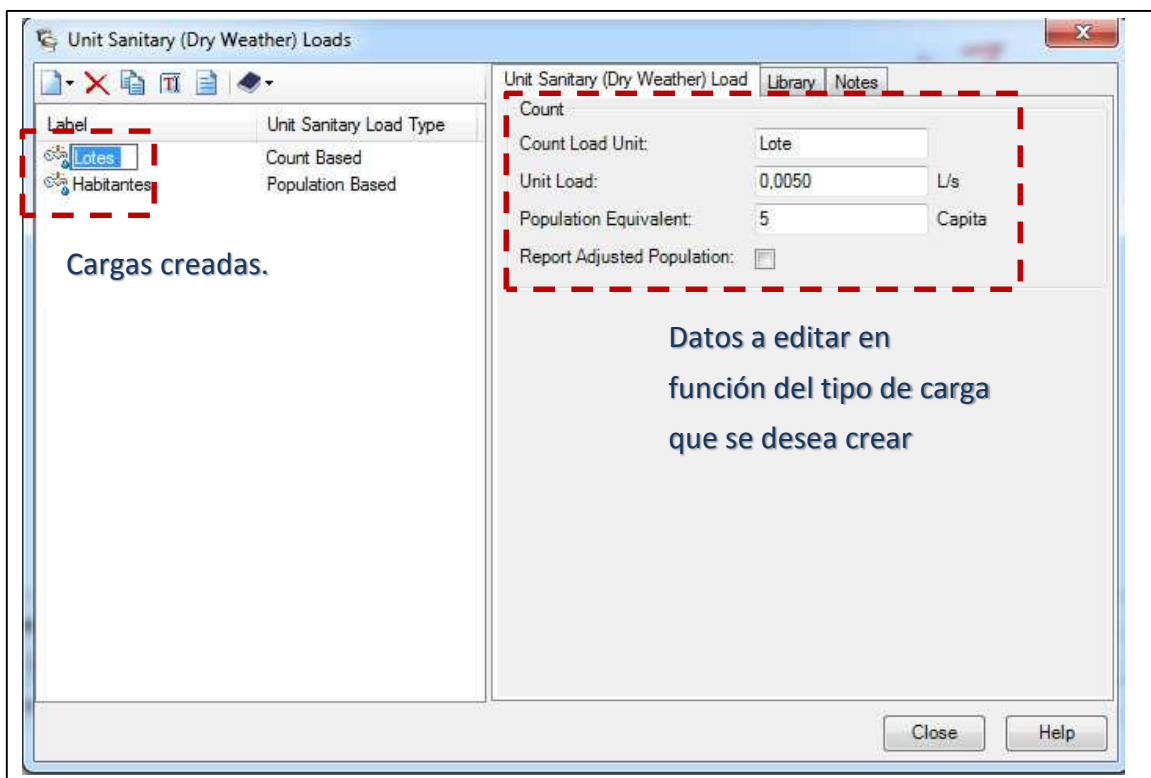 Unit Sanitary (Dry Weather) Loads
Label Unit Sanitary Load Type
Lotes Count Based
Habitantes Population Based
Cargas creadas.
Unit Sanitary (Dry Weather) Load Library Notes
Count
Count Load Unit: Lote
Unit Load: 0,0050 L/s
Population Equivalent: 5 Capita
Report Adjusted Population:
Datos a editar en
función del tipo de carga
que se desea crear
Close Help